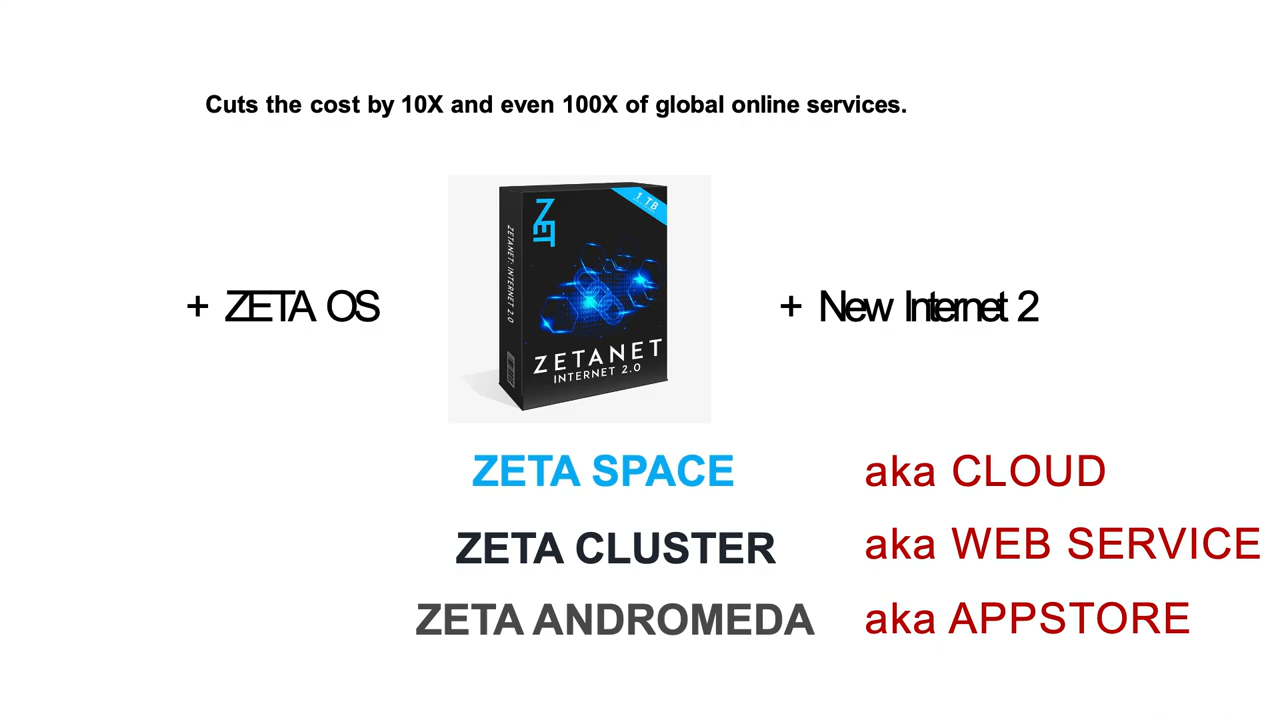 Cuts the cost by 10X and even 100X of global online services.
1 TB
ZET
ZETANET: INTERNET 2.0
+ ZETA OS
+ New Internet 2
ZETANET
INTERNET 2.0
ZETA SPACE aka CLOUD
ZETA CLUSTER aka WEB SERVICE
ZETA ANDROMEDA aka APPSTORE